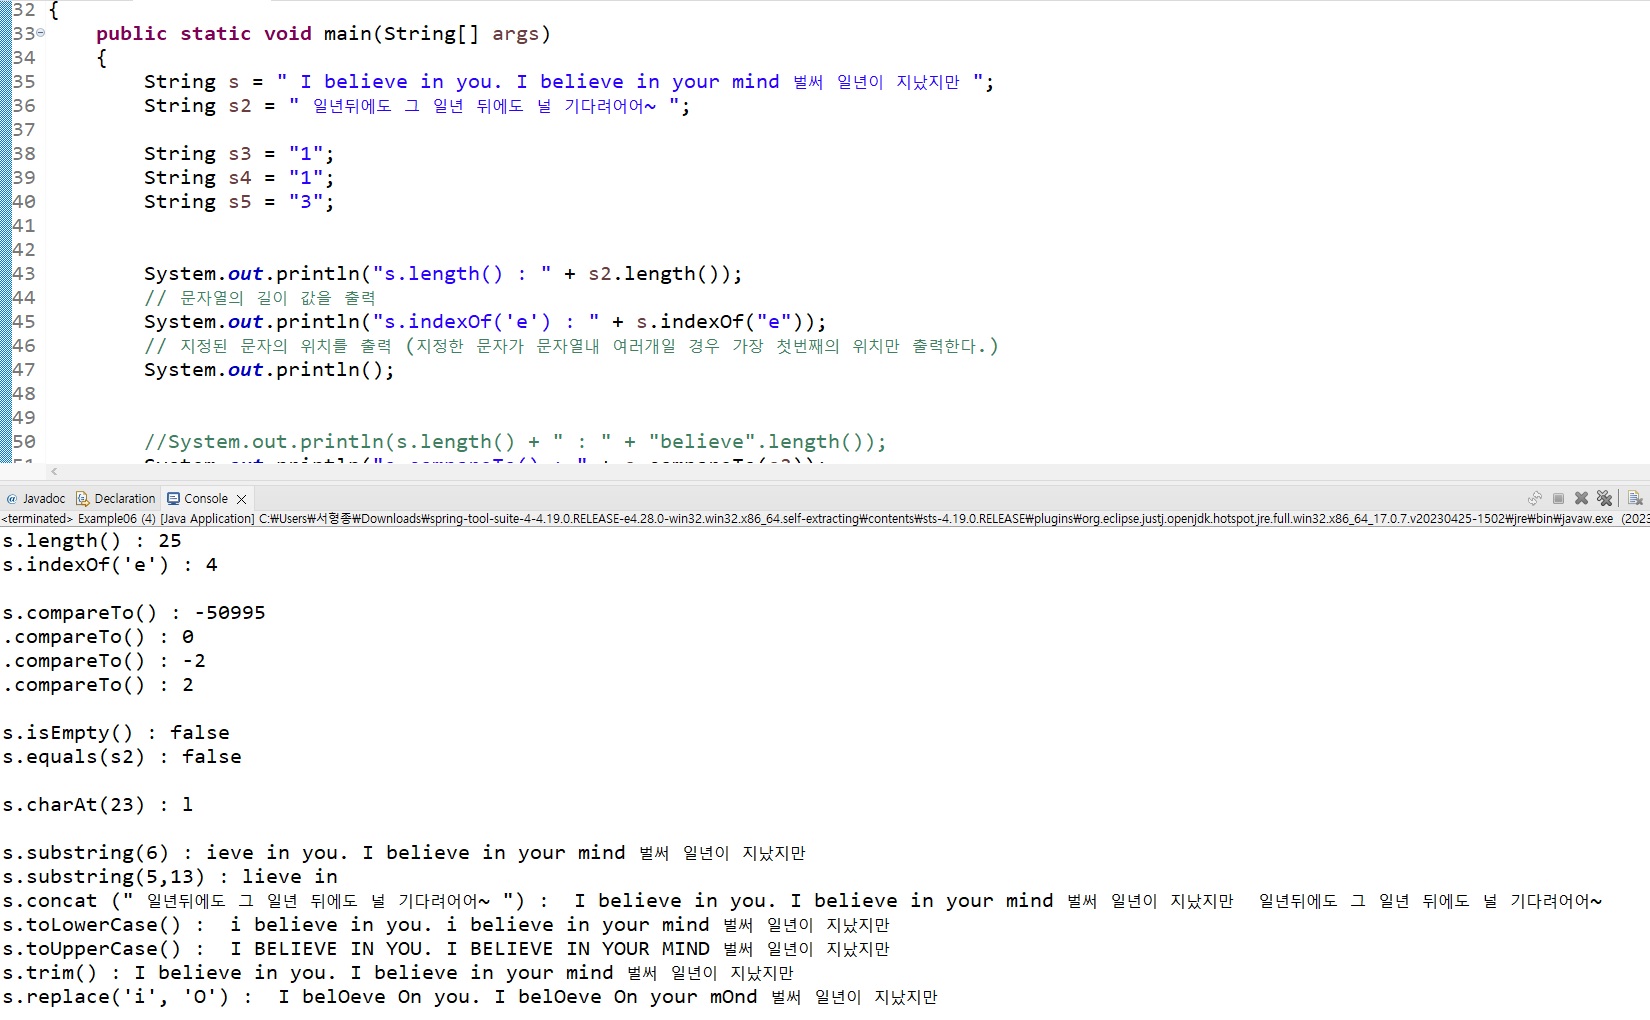 32 {
33 public static void main(String[] args)
34 {
35 String s = " I believe in you. I believe in your mind 벌써 일년이 지났지만 ";
36 String s2 = " 일년뒤에도 그 일년 뒤에도 널 기다려어어~ ";
37
38 String s3 = "1";
39 String s4 = "1";
40 String s5 = "3";
41
42
43 System.out.println("s.length() : " + s2.length());
44 // 문자열의 길이 값을 출력
45 System.out.println("s.indexOf('e') : " + s.indexOf("e"));
46 // 지정된 문자의 위치를 출력 (지정한 문자가 문자열내 여러개일 경우 가장 첫번째의 위치만 출력한다.)
47 System.out.println();
48
49
50 //System.out.println(s.length() + " : " + "believe".length());
Javadoc Declaration Console
<terminated> Example06 (4) [Java Application] C:₩Users₩서형종₩Downloads₩spring-tool-suite-4-4.19.0.RELEASE-e4.28.0-win32.win32.x86_64.self-extracting₩contents₩sts-4.19.0.RELEASE₩plugins₩org.eclipse.justj.openjdk.hotspot.jre.full.win32.x86_64_17.0.7.v20230425-1502₩jre₩bin₩javaw.exe (2023
s.length() : 25
s.indexOf('e') : 4
s.compareTo() : -50995
.compareTo() : 0
.compareTo() : -2
.compareTo() : 2
s.isEmpty() : false
s.equals(s2) : false
s.charAt(23) : l
s.substring(6) : ieve in you. I believe in your mind 벌써 일년이 지났지만
s.substring(5,13) : lieve in
s.concat (" 일년뒤에도 그 일년 뒤에도 널 기다려어어~ ") :  I believe in you. I believe in your mind 벌써 일년이 지났지만  일년뒤에도 그 일년 뒤에도 널 기다려어어~
s.toLowerCase() :  i believe in you. i believe in your mind 벌써 일년이 지났지만
s.toUpperCase() :  I BELIEVE IN YOU. I BELIEVE IN YOUR MIND 벌써 일년이 지났지만
s.trim() : I believe in you. I believe in your mind 벌써 일년이 지났지만
s.replace('i', 'O') :  I belOeve On you. I belOeve On your mOnd 벌써 일년이 지났지만